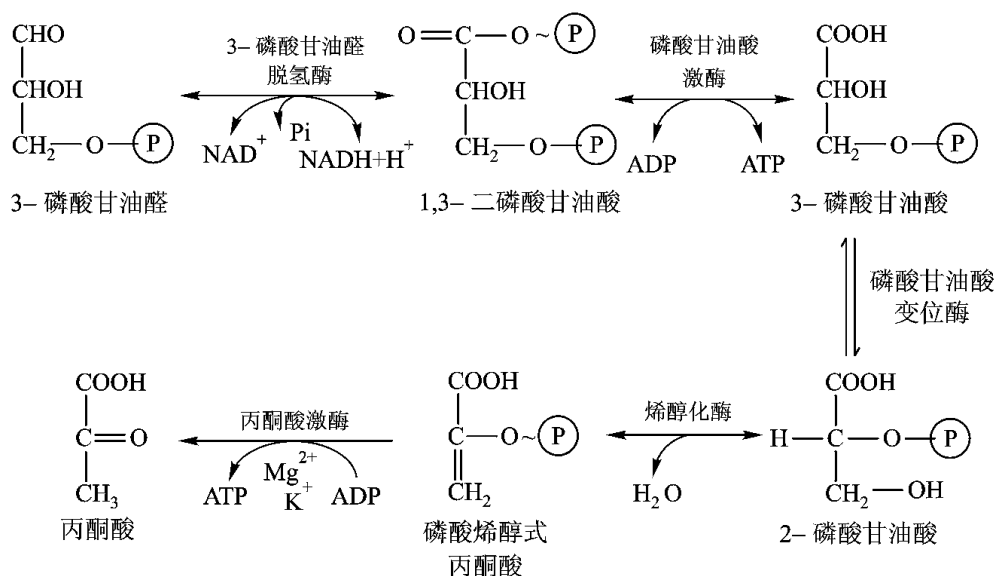 CHO
CHOH
CH₂—O—Ⓟ
3–磷酸甘油醛
3–磷酸甘油醛
脱氢酶
NAD⁺
Pi
NADH+H⁺
O=C—O~Ⓟ
CHOH
CH₂—O—Ⓟ
1,3–二磷酸甘油酸
磷酸甘油酸
激酶
ADP
ATP
COOH
CHOH
CH₂—O—Ⓟ
3–磷酸甘油酸
磷酸甘油酸
变位酶
COOH
H—C—O—Ⓟ
CH₂—OH
2–磷酸甘油酸
烯醇化酶
H₂O
COOH
C—O~Ⓟ
CH₂
磷酸烯醇式
丙酮酸
丙酮酸激酶
Mg²⁺
K⁺
ATP
ADP
COOH
C=O
CH₃
丙酮酸